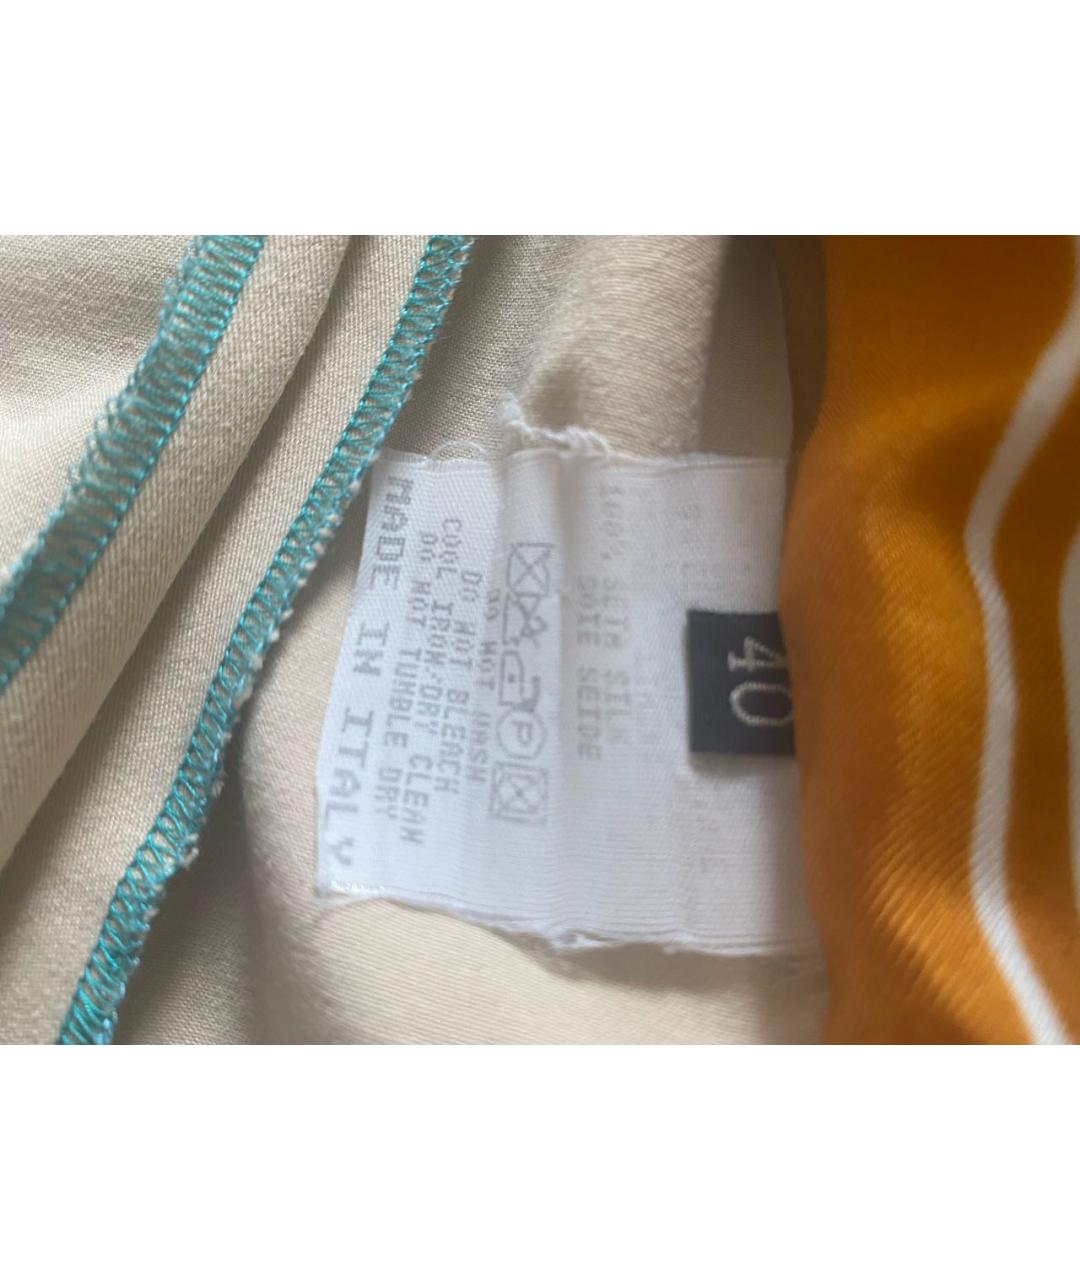 40
100% SETA SILK
SOIE SEIDE
P
DO NOT WASH
DO NOT BLEACH
COOL IRON/DRY CLEAN
DO NOT TUMBLE DRY
MADE IN ITALY